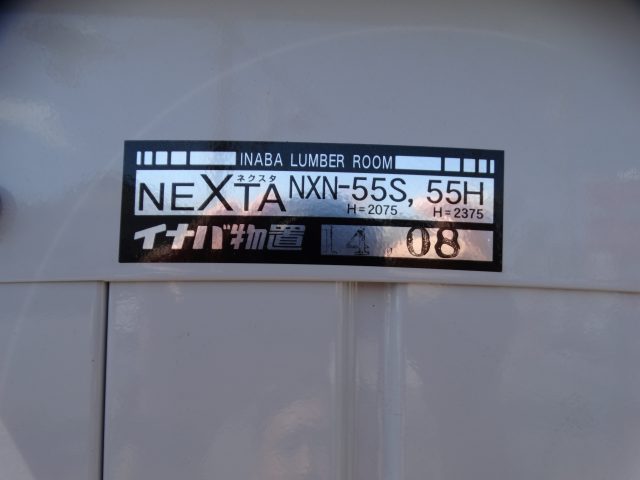 INABA LUMBER ROOM
ネクスタ
NEXTA NXN-55S, 55H
H=2075 H=2375
イナバ物置 14.08